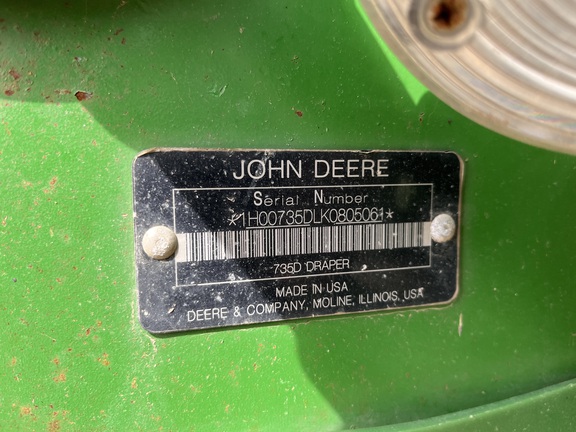 JOHN DEERE
Serial Number
*1H00735DLK0805061*
735D DRAPER
MADE IN USA
DEERE & COMPANY, MOLINE, ILLINOIS, USA